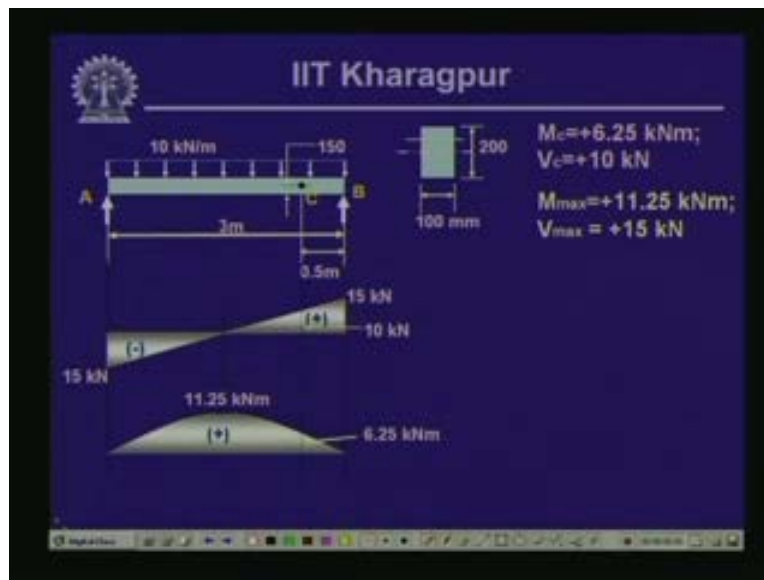 IIT Kharagpur
10 kN/m
150
A
C
B
3m
0.5m
200
100 mm
Mc=+6.25 kNm;
Vc=+10 kN
Mmax=+11.25 kNm;
Vmax = +15 kN
15 kN
(+)
10 kN
(-)
15 kN
11.25 kNm
(+)
6.25 kNm